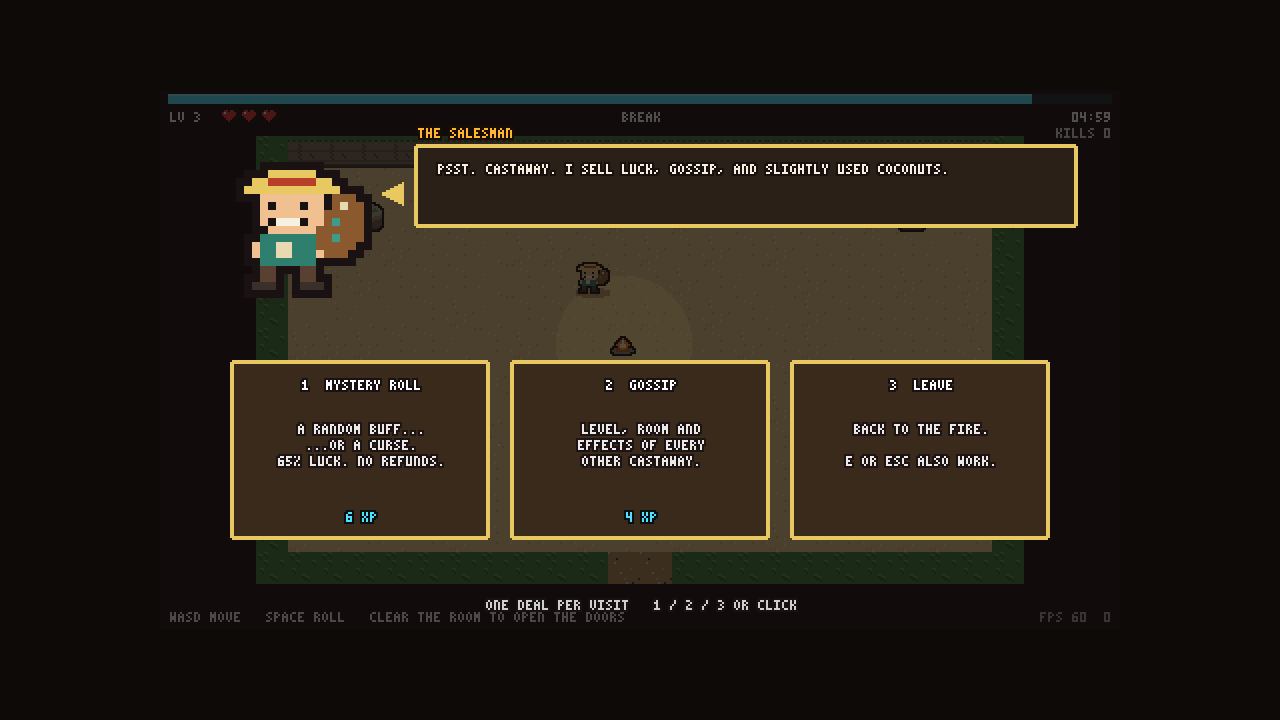 LV 3
BREAK
04:59
KILLS 0
THE SALESMAN
PSST. CASTAWAY. I SELL LUCK, GOSSIP, AND SLIGHTLY USED COCONUTS.
1 MYSTERY ROLL
A RANDOM BUFF...
...OR A CURSE.
65% LUCK. NO REFUNDS.
6 XP
2 GOSSIP
LEVEL, ROOM AND
EFFECTS OF EVERY
OTHER CASTAWAY.
4 XP
3 LEAVE
BACK TO THE FIRE.
E OR ESC ALSO WORK.
ONE DEAL PER VISIT 1 / 2 / 3 OR CLICK
WASD MOVE SPACE ROLL CLEAR THE ROOM TO OPEN THE DOORS
FPS 60 0